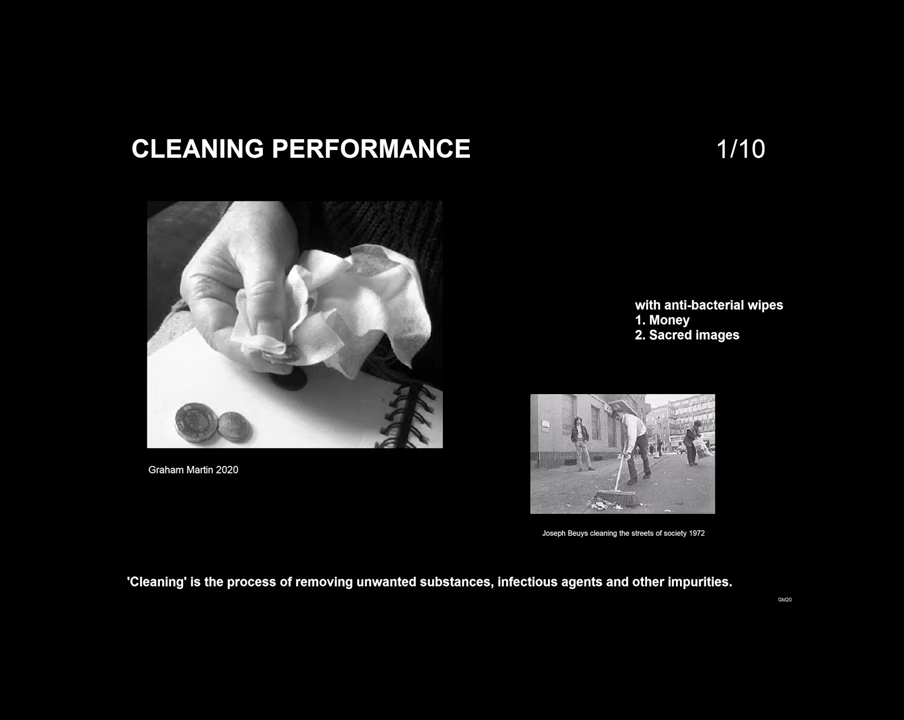 CLEANING PERFORMANCE
1/10
with anti-bacterial wipes
1. Money
2. Sacred images
Graham Martin 2020
Joseph Beuys cleaning the streets of society 1972
'Cleaning' is the process of removing unwanted substances, infectious agents and other impurities.
GM20